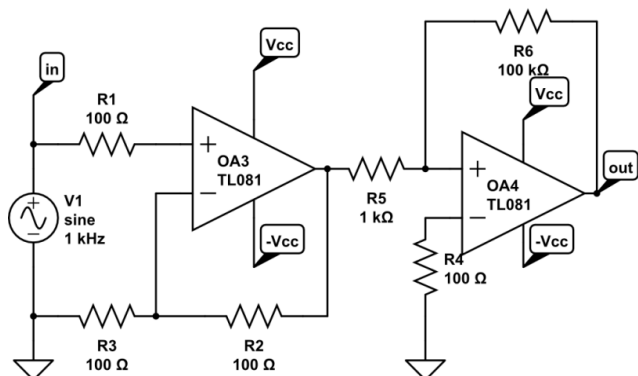 in
R1
100 Ω
Vcc
+
−
OA3
TL081
-Vcc
V1
sine
1 kHz
+
−
R3
100 Ω
R2
100 Ω
R5
1 kΩ
R6
100 kΩ
Vcc
+
−
OA4
TL081
-Vcc
out
R4
100 Ω